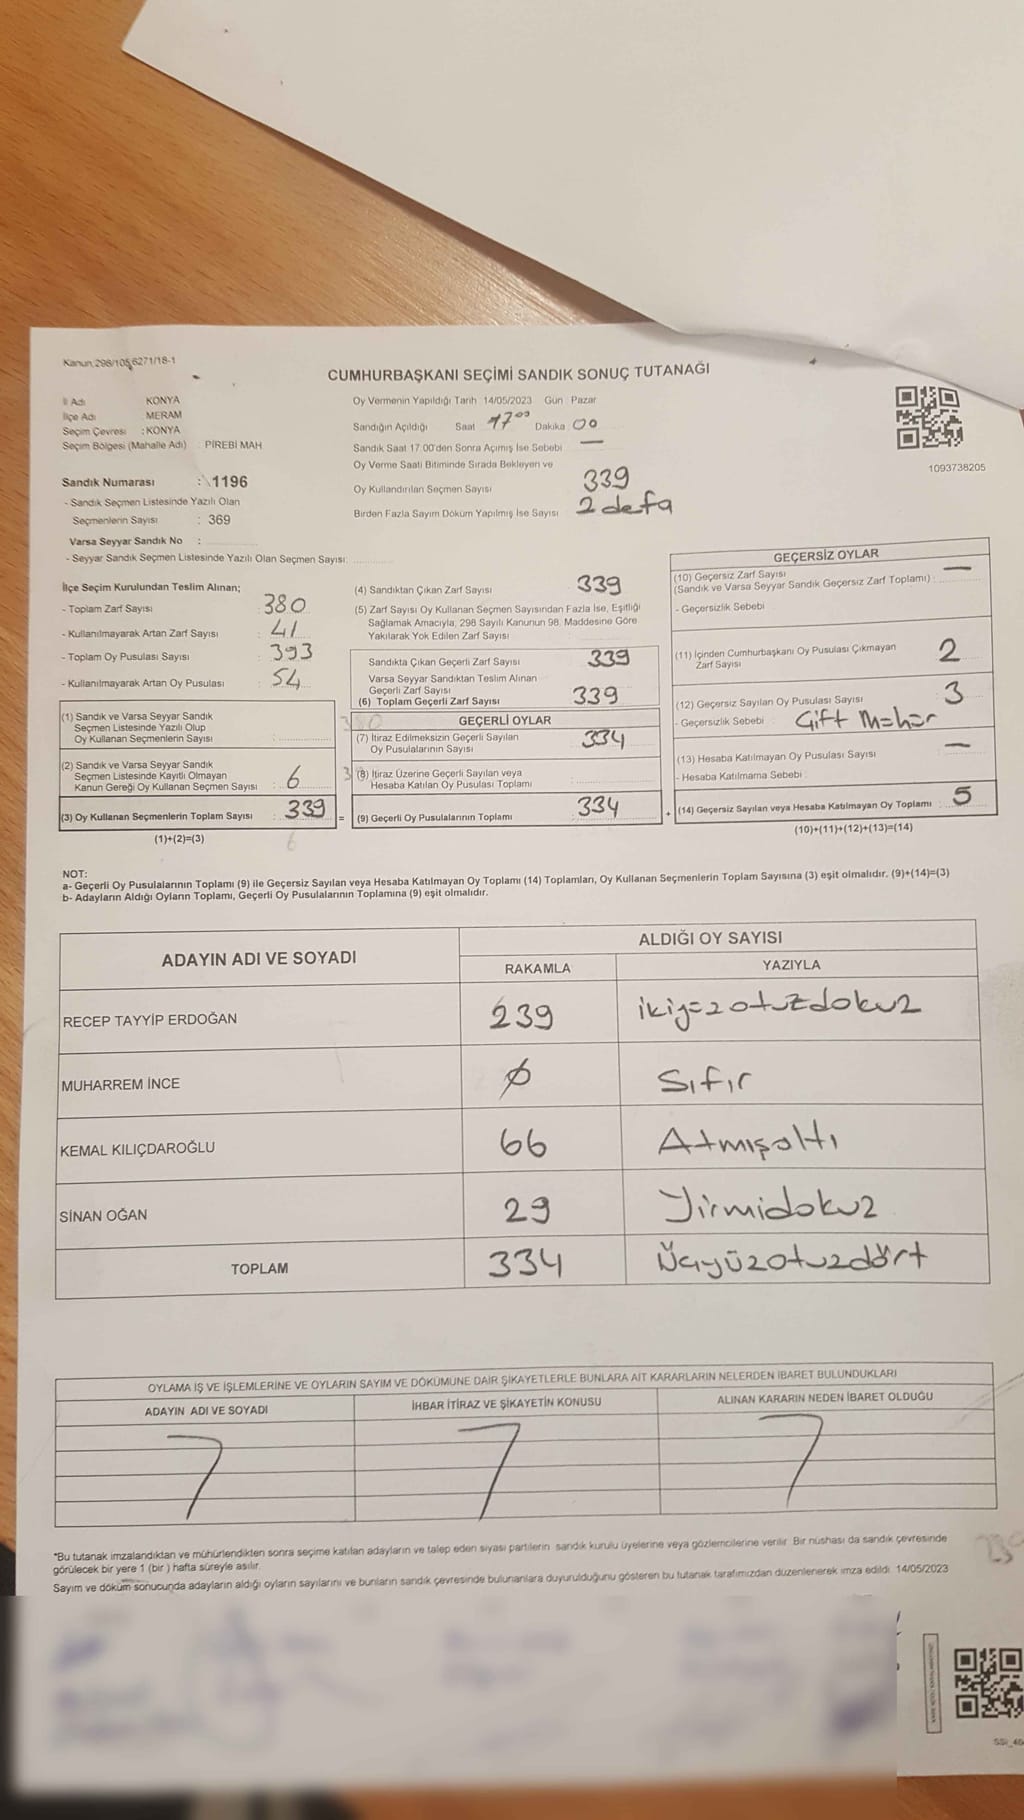 Kanun,298/105,6271/18-1
CUMHURBAŞKANI SEÇİMİ SANDIK SONUÇ TUTANAĞI
İl Adı KONYA
İlçe Adı MERAM
Seçim Çevresi : KONYA
Seçim Bölgesi (Mahalle Adı) : PİREBİ MAH
Oy Vermenin Yapıldığı Tarih 14/05/2023 Gün Pazar
Sandığın Açıldığı Saat 17 00 Dakika 00
Sandık Saat 17.00'den Sonra Açılmış İse Sebebi —
Oy Verme Saati Bitiminde Sırada Bekleyen ve
Oy Kullandırılan Seçmen Sayısı 339
Birden Fazla Sayım Döküm Yapılmış İse Sayısı 2 defa
1093738205
Sandık Numarası : 1196
- Sandık Seçmen Listesinde Yazılı Olan
Seçmenlerin Sayısı : 369
Varsa Seyyar Sandık No :
- Seyyar Sandık Seçmen Listesinde Yazılı Olan Seçmen Sayısı:
İlçe Seçim Kurulundan Teslim Alınan;
- Toplam Zarf Sayısı : 380
- Kullanılmayarak Artan Zarf Sayısı : 41
- Toplam Oy Pusulası Sayısı : 393
- Kullanılmayarak Artan Oy Pusulası : 54
(1) Sandık ve Varsa Seyyar Sandık
Seçmen Listesinde Yazılı Olup
Oy Kullanan Seçmenlerin Sayısı :
(2) Sandık ve Varsa Seyyar Sandık
Seçmen Listesinde Kayıtlı Olmayan
Kanun Gereği Oy Kullanan Seçmen Sayısı : 6
(3) Oy Kullanan Seçmenlerin Toplam Sayısı : 339
(1)+(2)=(3)
6
(4) Sandıktan Çıkan Zarf Sayısı 339
(5) Zarf Sayısı Oy Kullanan Seçmen Sayısından Fazla İse, Eşitliği
Sağlamak Amacıyla; 298 Sayılı Kanunun 98. Maddesine Göre
Yakılarak Yok Edilen Zarf Sayısı
Sandıkta Çıkan Geçerli Zarf Sayısı 339
Varsa Seyyar Sandıktan Teslim Alınan
Geçerli Zarf Sayısı
(6) Toplam Geçerli Zarf Sayısı 339
GEÇERLİ OYLAR
(7) İtiraz Edilmeksizin Geçerli Sayılan
Oy Pusulalarının Sayısı 334
(8) İtiraz Üzerine Geçerli Sayılan veya
Hesaba Katılan Oy Pusulası Toplamı
= (9) Geçerli Oy Pusulalarının Toplamı 334
GEÇERSİZ OYLAR
(10) Geçersiz Zarf Sayısı —
(Sandık ve Varsa Seyyar Sandık Geçersiz Zarf Toplamı) :
- Geçersizlik Sebebi :
(11) İçinden Cumhurbaşkanı Oy Pusulası Çıkmayan
Zarf Sayısı 2
(12) Geçersiz Sayılan Oy Pusulası Sayısı 3
- Geçersizlik Sebebi : Çift Mühür
(13) Hesaba Katılmayan Oy Pusulası Sayısı —
- Hesaba Katılmama Sebebi :
+ (14) Geçersiz Sayılan veya Hesaba Katılmayan Oy Toplamı : 5
(10)+(11)+(12)+(13)=(14)
NOT:
a- Geçerli Oy Pusulalarının Toplamı (9) ile Geçersiz Sayılan veya Hesaba Katılmayan Oy Toplamı (14) Toplamları, Oy Kullanan Seçmenlerin Toplam Sayısına (3) eşit olmalıdır. (9)+(14)=(3)
b- Adayların Aldığı Oyların Toplamı, Geçerli Oy Pusulalarının Toplamına (9) eşit olmalıdır.
ADAYIN ADI VE SOYADI ALDIĞI OY SAYISI
RAKAMLA YAZIYLA
RECEP TAYYİP ERDOĞAN 239 ikiyüzotuzdokuz
MUHARREM İNCE 0 Sıfır
KEMAL KILIÇDAROĞLU 66 Atmışaltı
SİNAN OĞAN 29 Yirmidokuz
TOPLAM 334 Üçyüzotuzdört
OYLAMA İŞ VE İŞLEMLERİNE VE OYLARIN SAYIM VE DÖKÜMÜNE DAİR ŞİKAYETLERLE BUNLARA AİT KARARLARIN NELERDEN İBARET BULUNDUKLARI
ADAYIN ADI VE SOYADI İHBAR İTİRAZ VE ŞİKAYETİN KONUSU ALINAN KARARIN NEDEN İBARET OLDUĞU
*Bu tutanak imzalandıktan ve mühürlendikten sonra seçime katılan adayların ve talep eden siyasi partilerin sandık kurulu üyelerine veya gözlemcilerine verilir. Bir nüshası da sandık çevresinde
görülecek bir yere 1 (bir) hafta süreyle asılır.
Sayım ve döküm sonucunda adayların aldığı oyların sayılarını ve bunların sandık çevresinde bulunanlara duyurulduğunu gösteren bu tutanak tarafımızdan düzenlenerek imza edildi. 14/05/2023